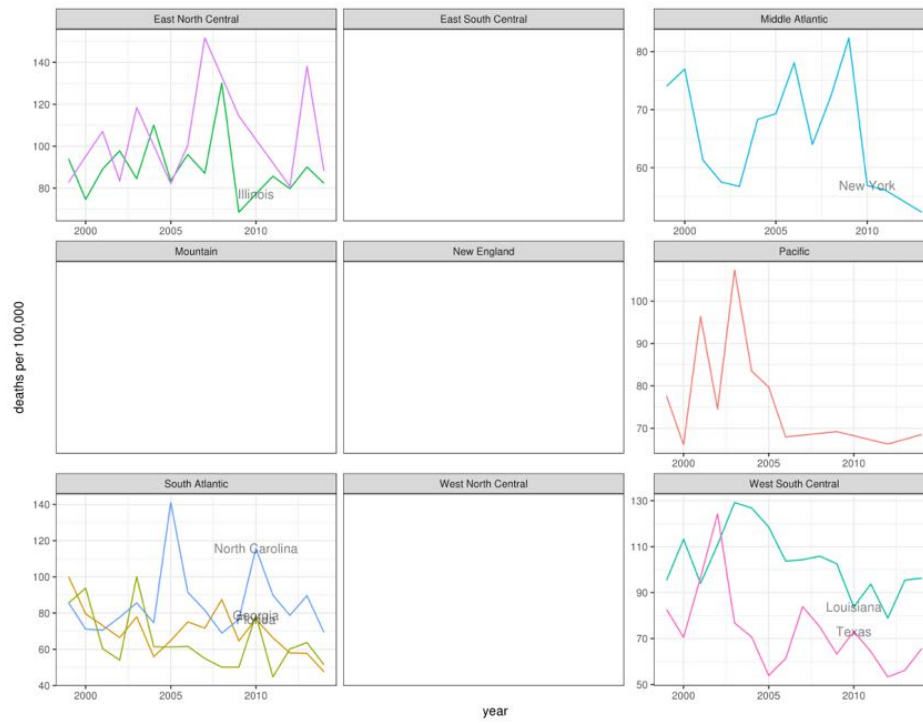 East North Central
East South Central
Middle Atlantic
140
120
100
80
Illinois
2000
2005
2010
80
70
60
New York
2000
2005
2010
Mountain
New England
Pacific
deaths per 100,000
100
90
80
70
2000
2005
2010
South Atlantic
West North Central
West South Central
140
120
100
80
60
40
North Carolina
Georgia
Florida
2000
2005
2010
130
110
90
70
50
Louisiana
Texas
2000
2005
2010
year